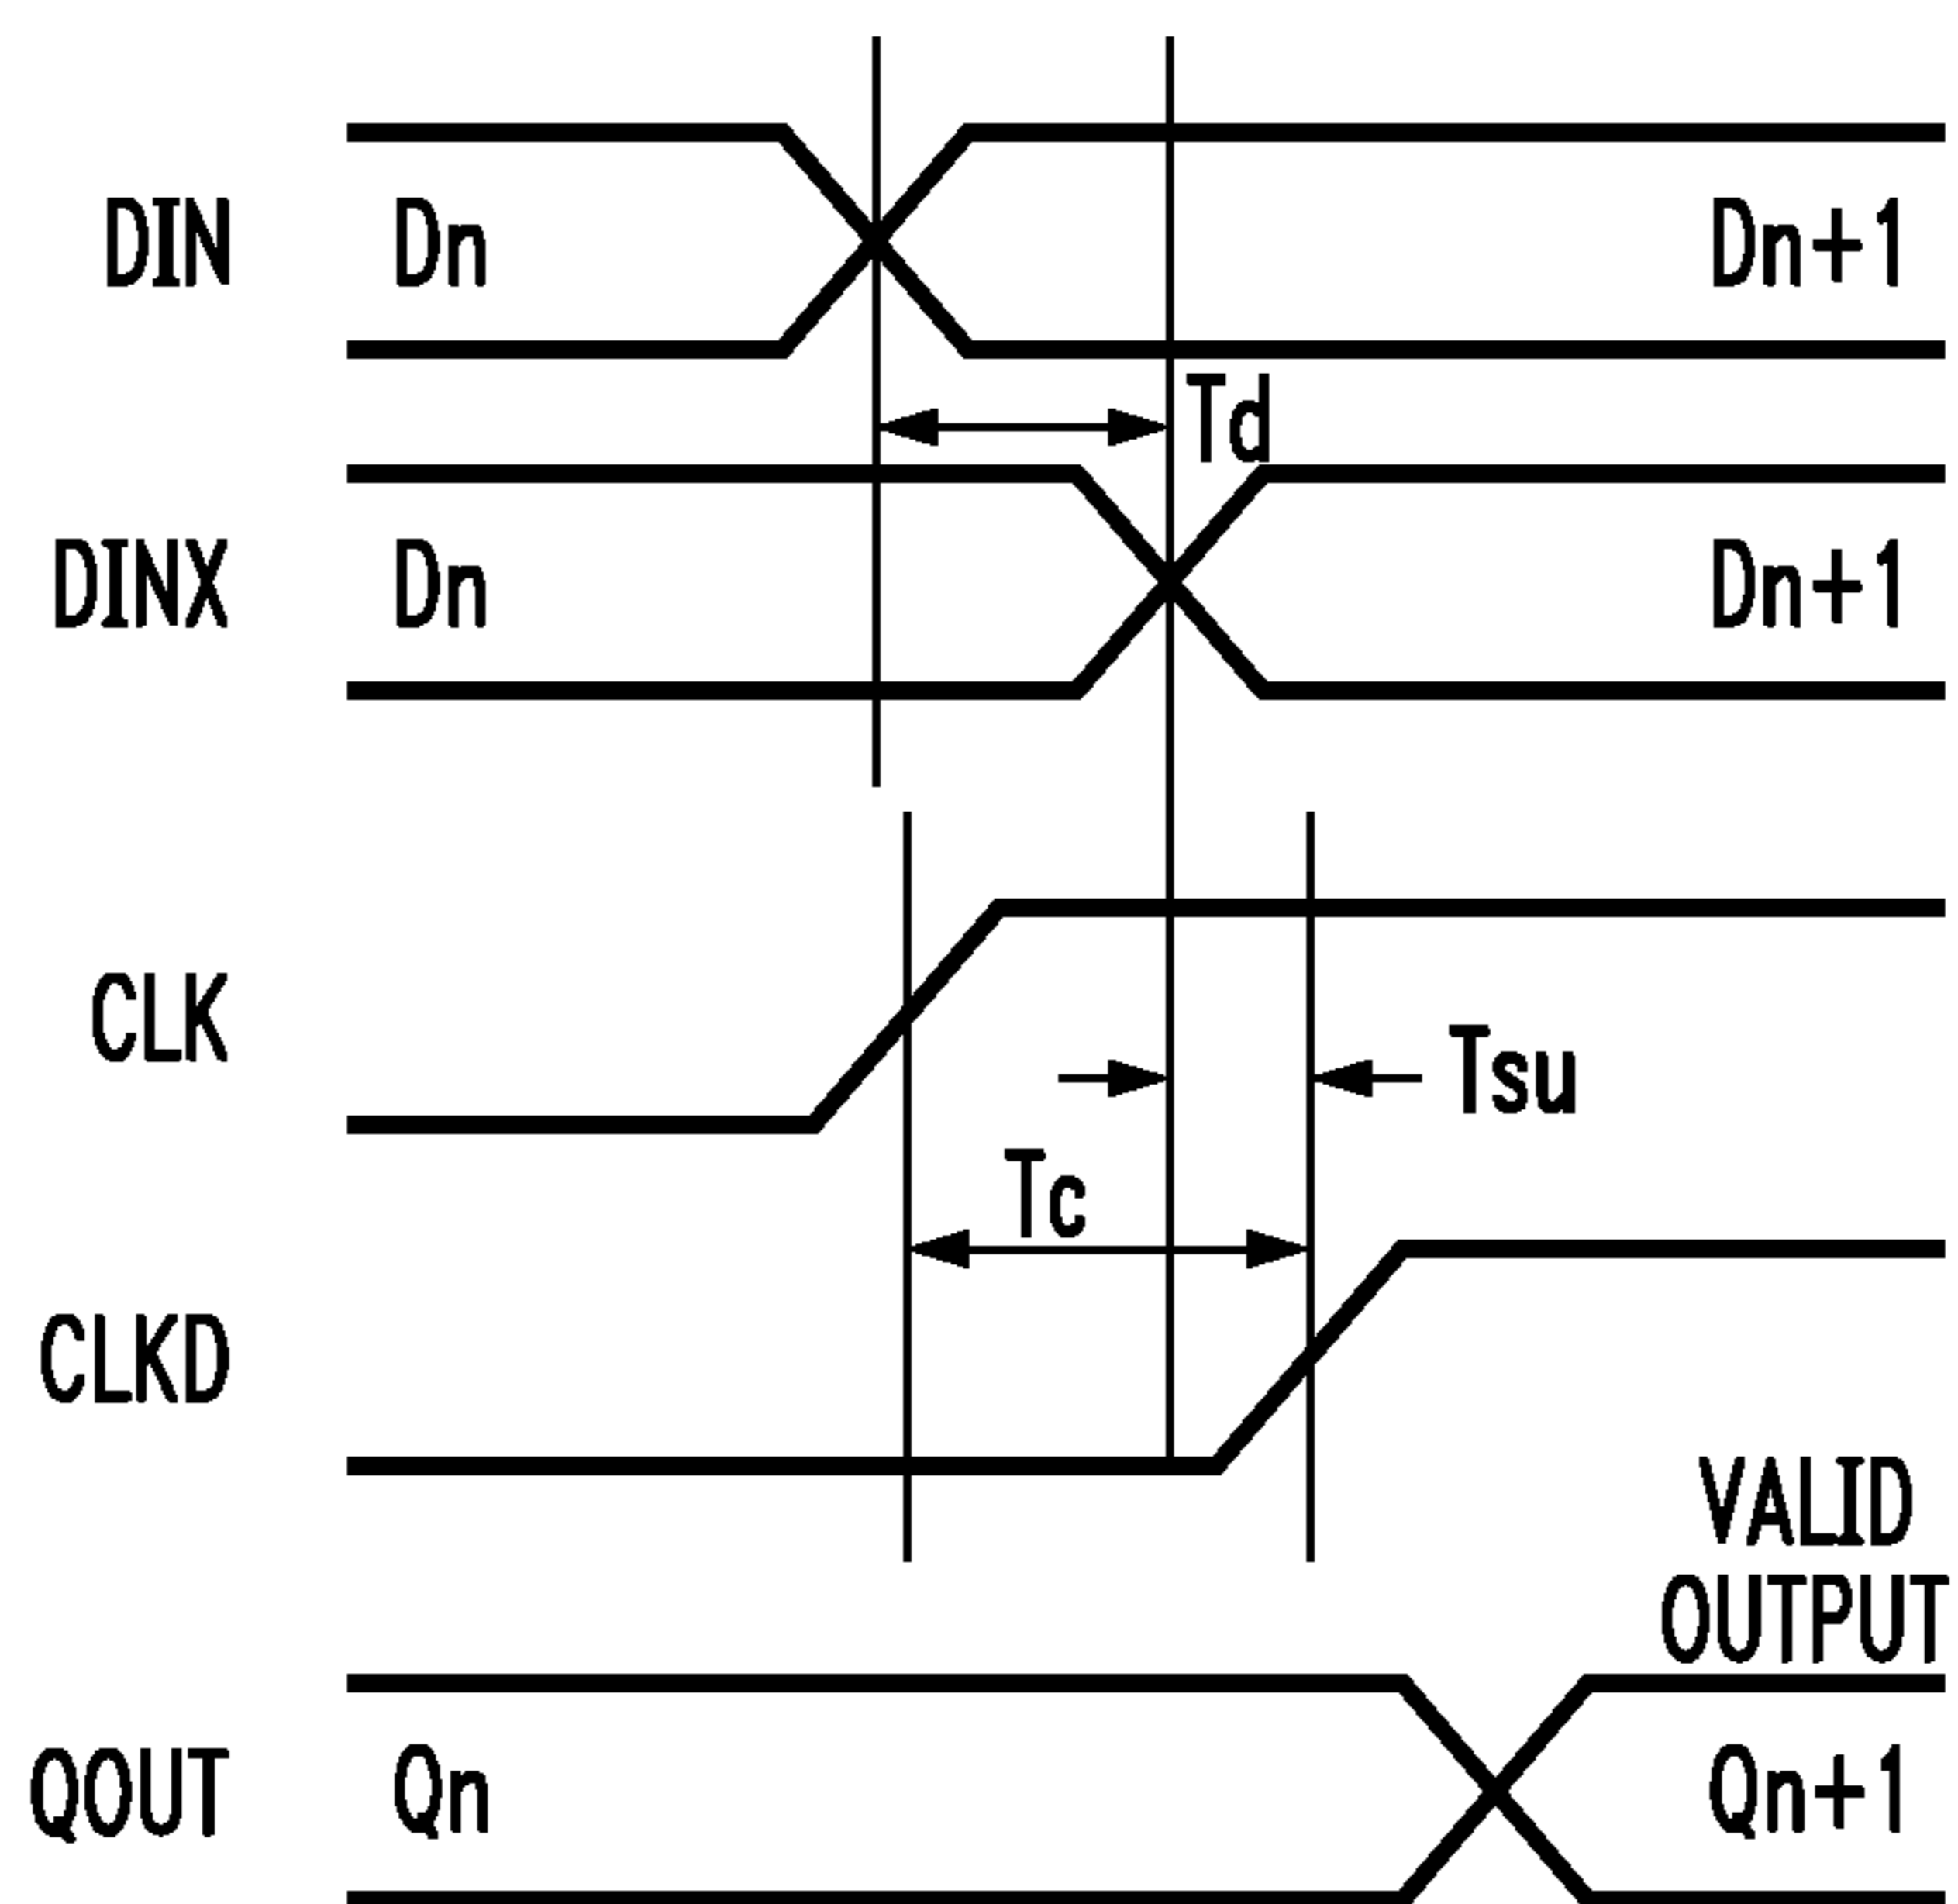 DIN Dn Dn+1
Td
DINX Dn Dn+1
CLK
Tsu
Tc
CLKD
VALID
OUTPUT
QOUT Qn Qn+1